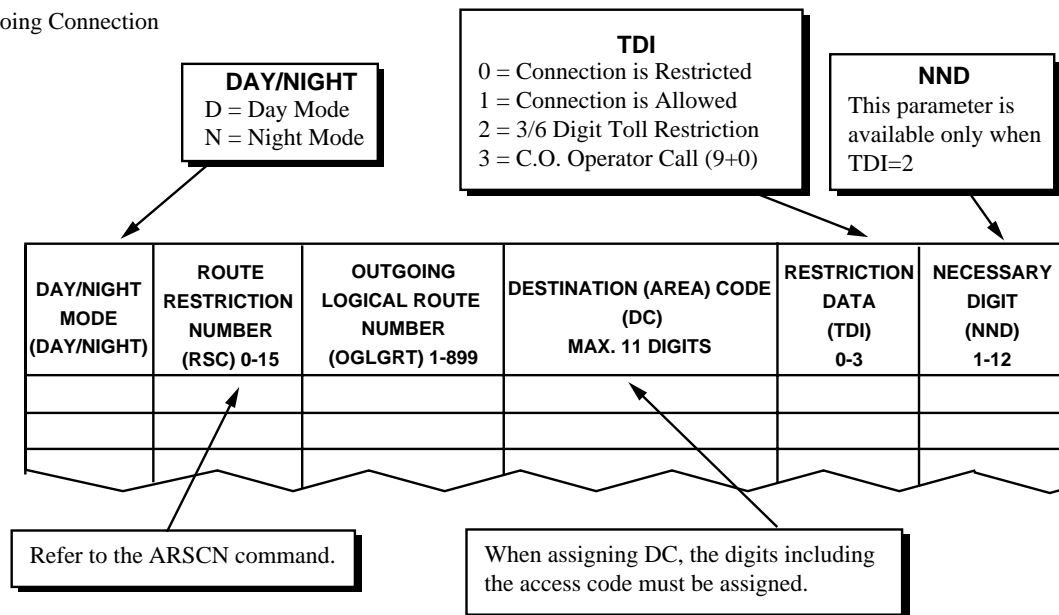 oing Connection
DAY/NIGHT
D = Day Mode
N = Night Mode
TDI
0 = Connection is Restricted
1 = Connection is Allowed
2 = 3/6 Digit Toll Restriction
3 = C.O. Operator Call (9+0)
NND
This parameter is
available only when
TDI=2
DAY/NIGHT
MODE
(DAY/NIGHT)
ROUTE
RESTRICTION
NUMBER
(RSC) 0-15
OUTGOING
LOGICAL ROUTE
NUMBER
(OGLGRT) 1-899
DESTINATION (AREA) CODE
(DC)
MAX. 11 DIGITS
RESTRICTION
DATA
(TDI)
0-3
NECESSARY
DIGIT
(NND)
1-12
Refer to the ARSCN command.
When assigning DC, the digits including
the access code must be assigned.